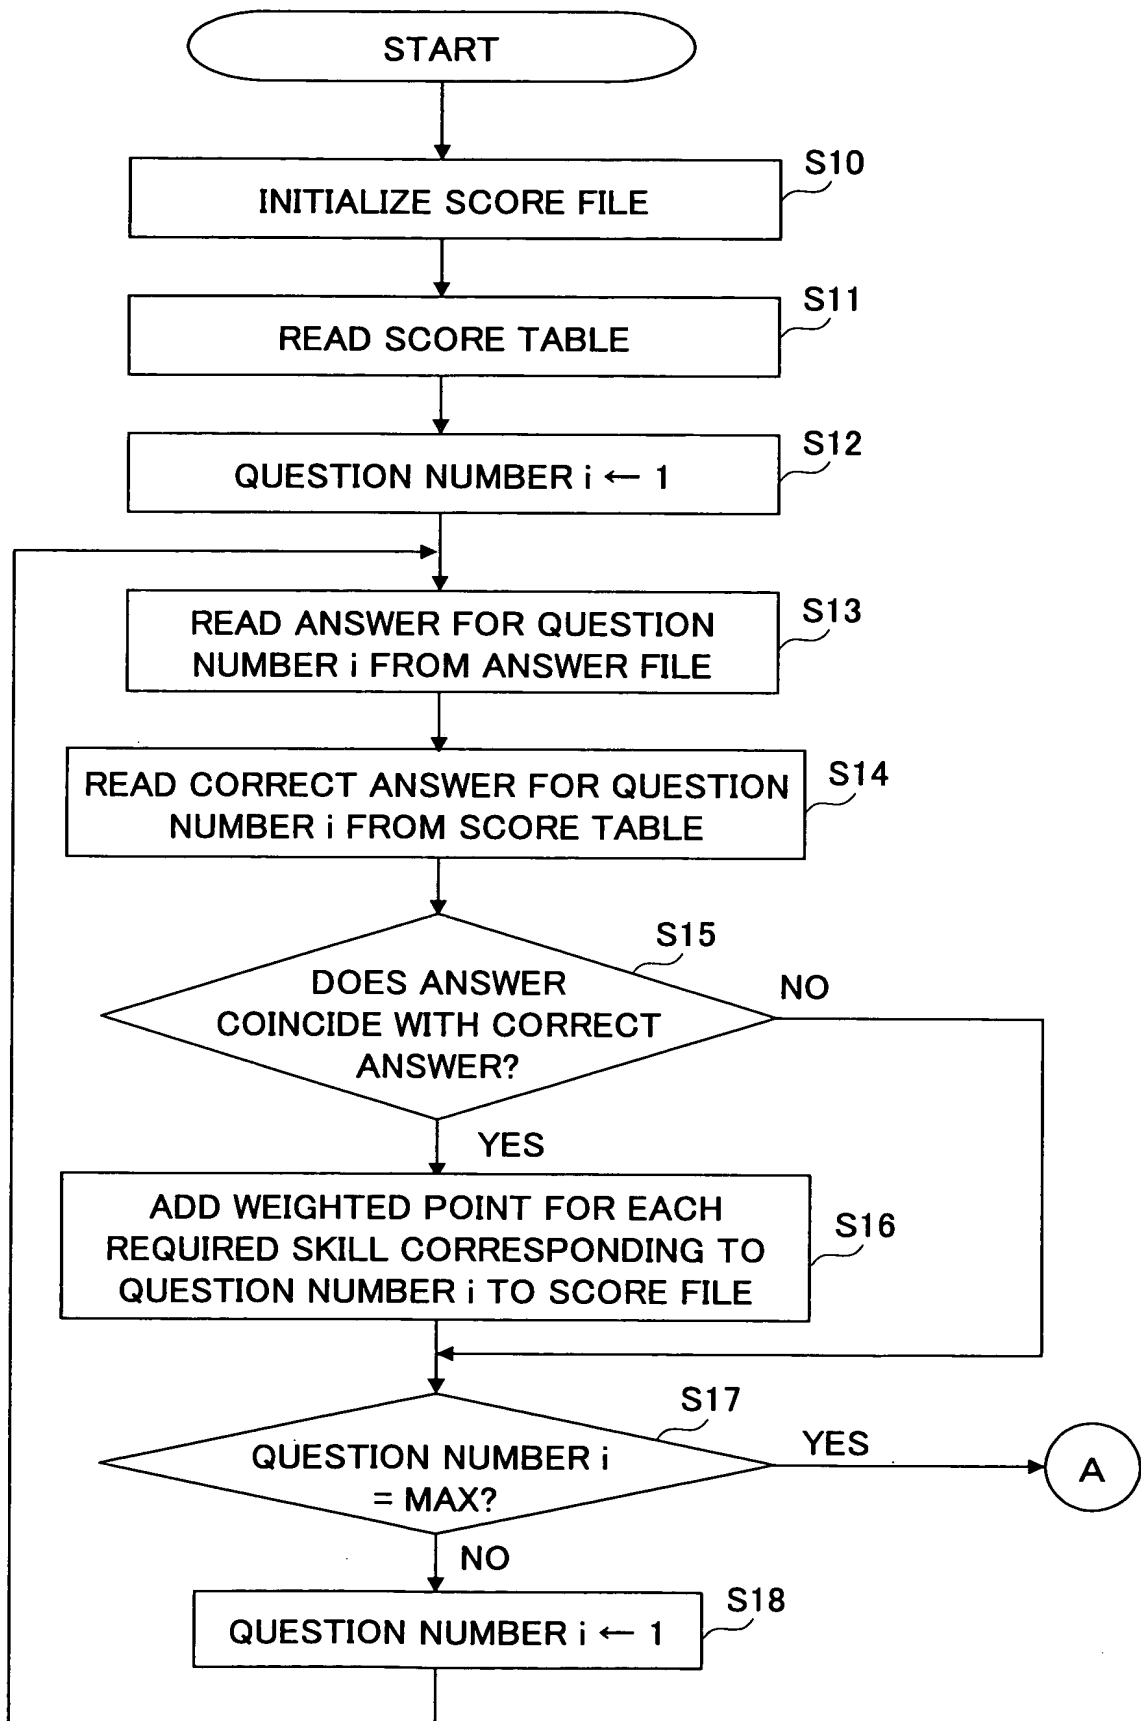 START
S10
INITIALIZE SCORE FILE
S11
READ SCORE TABLE
S12
QUESTION NUMBER i ← 1
S13
READ ANSWER FOR QUESTION
NUMBER i FROM ANSWER FILE
S14
READ CORRECT ANSWER FOR QUESTION
NUMBER i FROM SCORE TABLE
S15
DOES ANSWER
COINCIDE WITH CORRECT
ANSWER?
NO
YES
S16
ADD WEIGHTED POINT FOR EACH
REQUIRED SKILL CORRESPONDING TO
QUESTION NUMBER i TO SCORE FILE
S17
QUESTION NUMBER i
= MAX?
YES
A
NO
S18
QUESTION NUMBER i ← 1